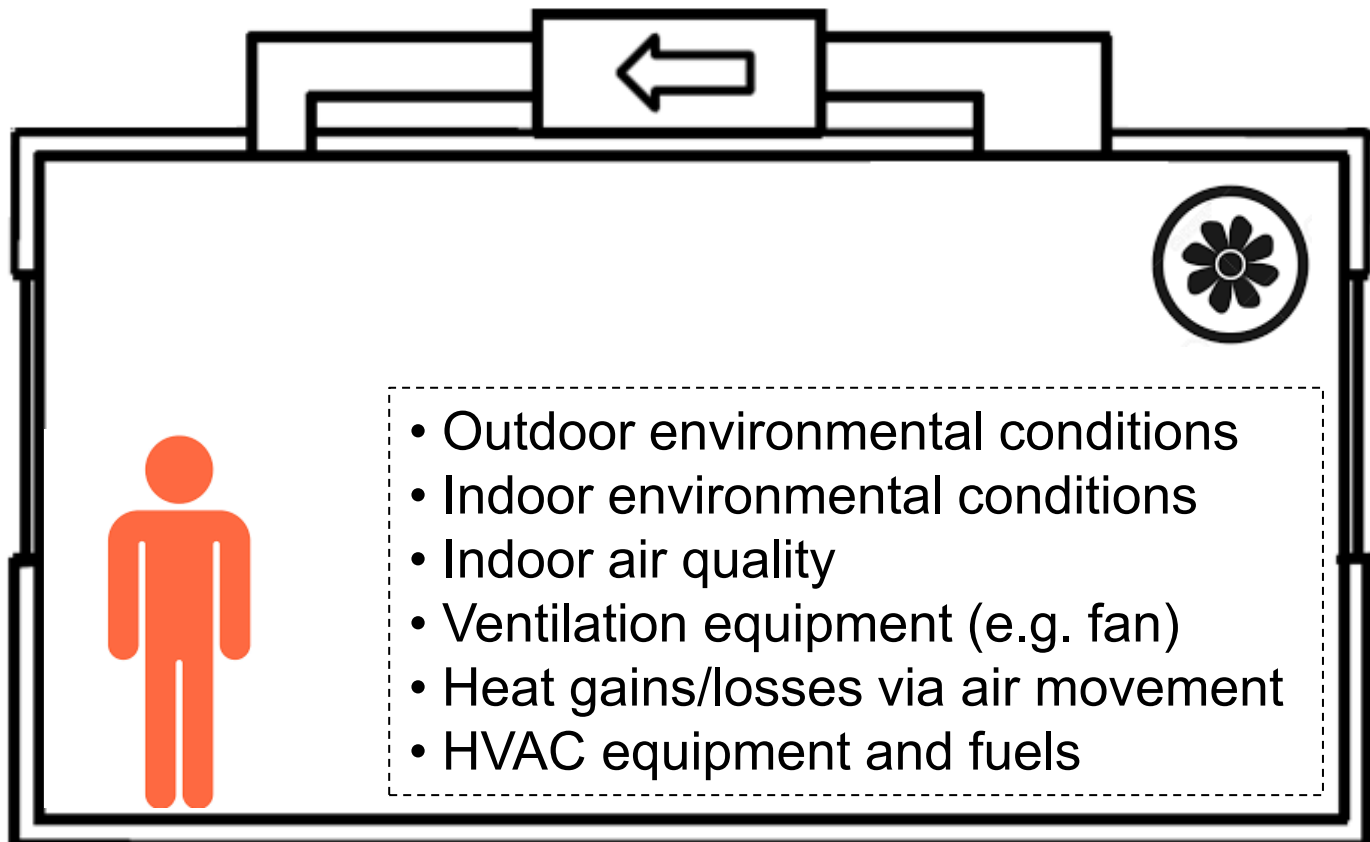 • Outdoor environmental conditions
• Indoor environmental conditions
• Indoor air quality
• Ventilation equipment (e.g. fan)
• Heat gains/losses via air movement
• HVAC equipment and fuels